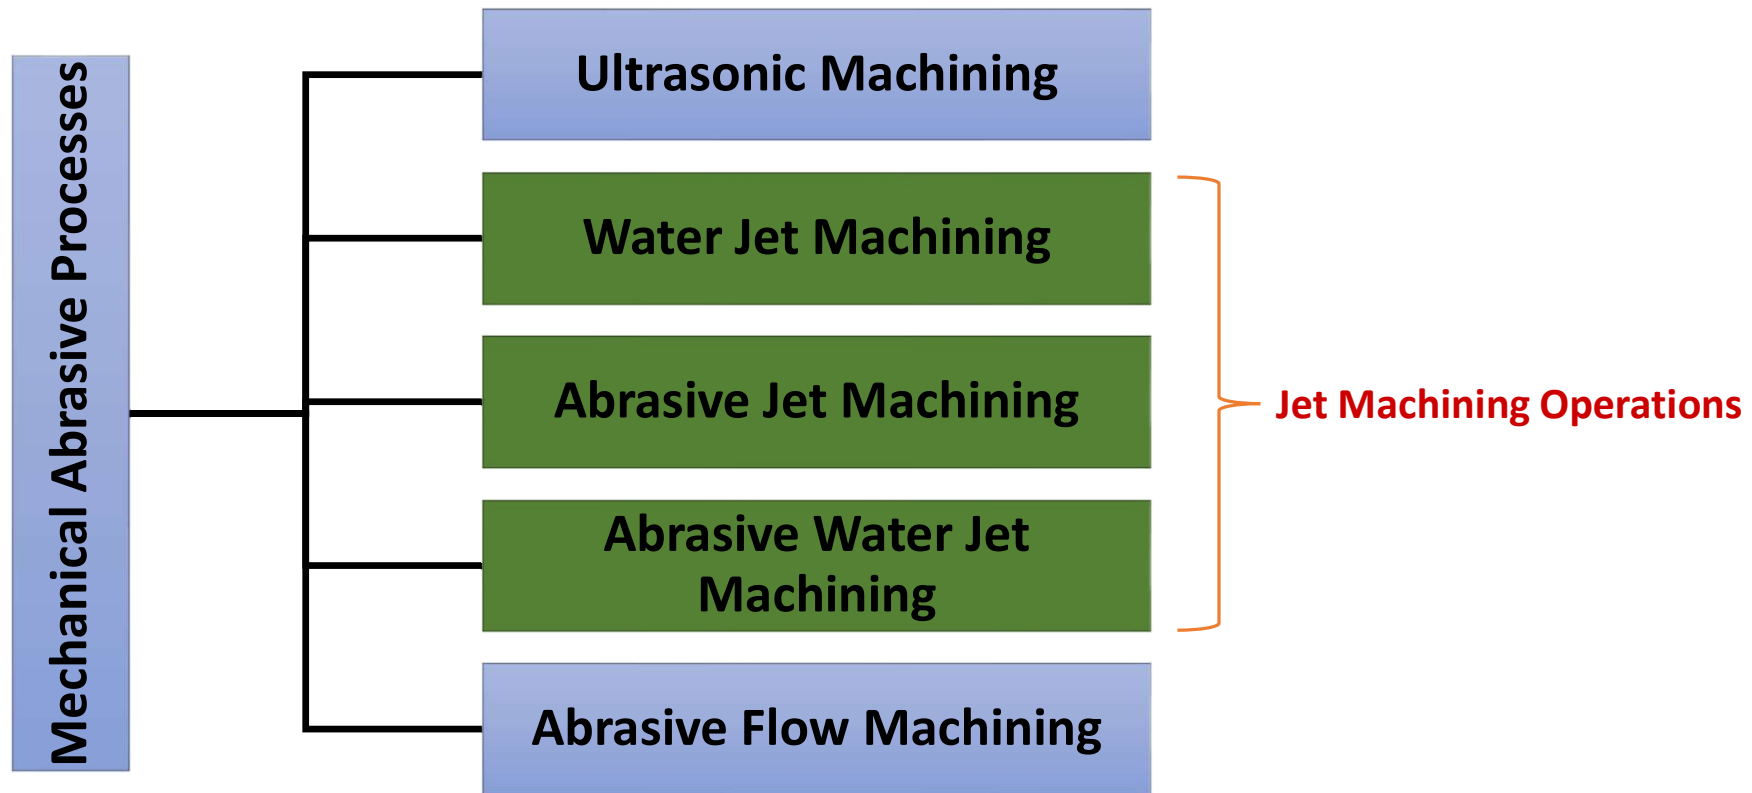 Mechanical Abrasive Processes
Ultrasonic Machining
Water Jet Machining
Abrasive Jet Machining
Abrasive Water Jet
Machining
Abrasive Flow Machining
Jet Machining Operations